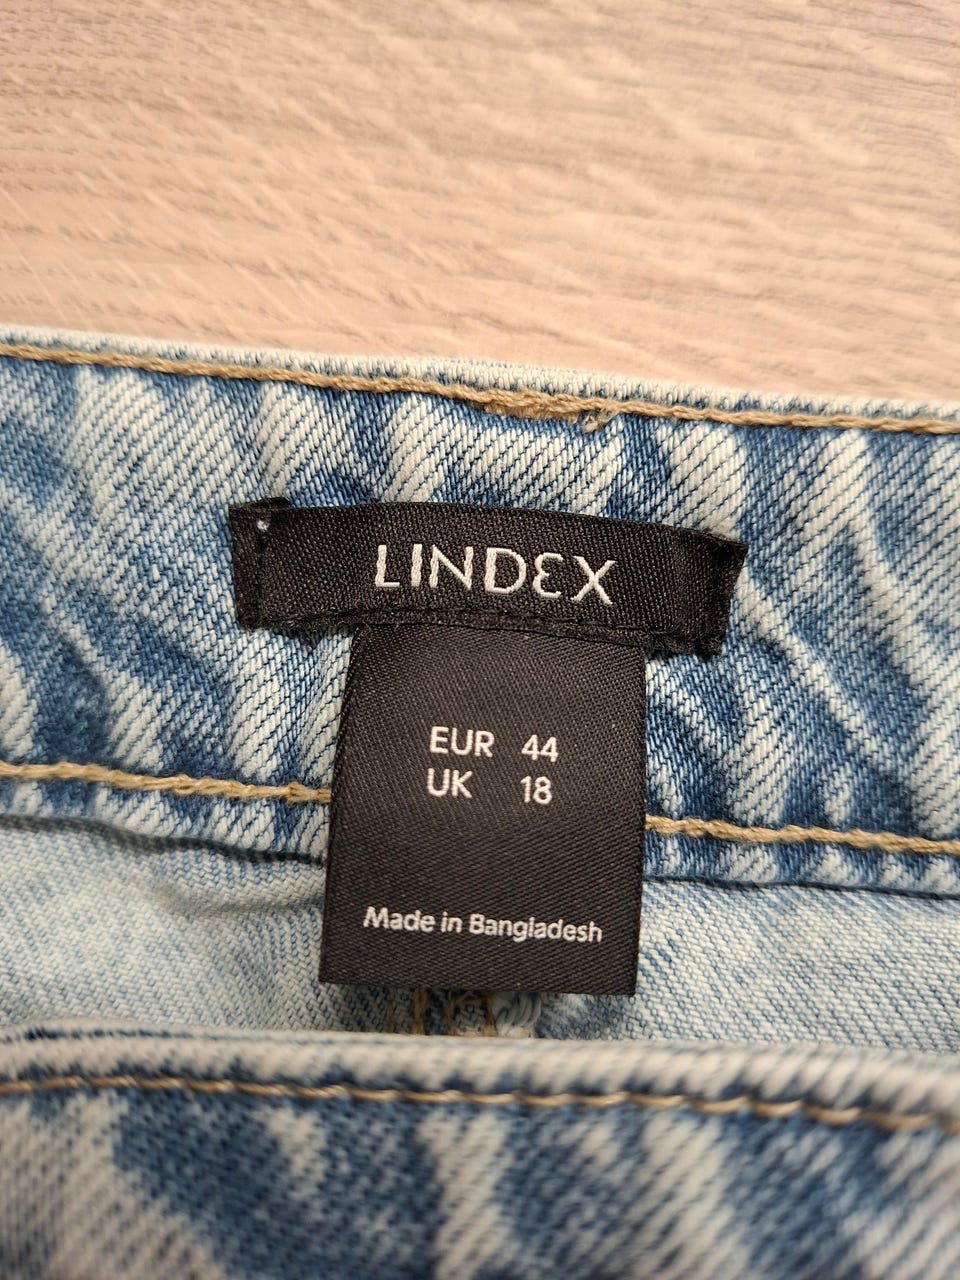 LINDEX
EUR 44
UK 18
Made in Bangladesh